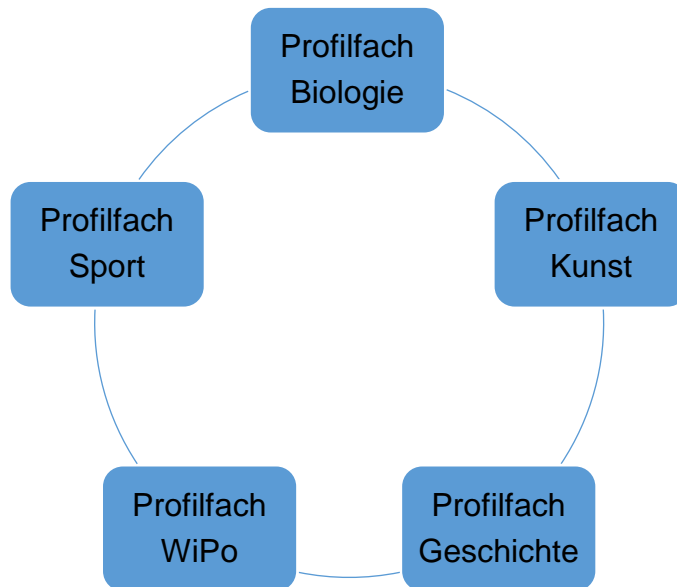 Profilfach
Biologie
Profilfach
Kunst
Profilfach
Geschichte
Profilfach
WiPo
Profilfach
Sport